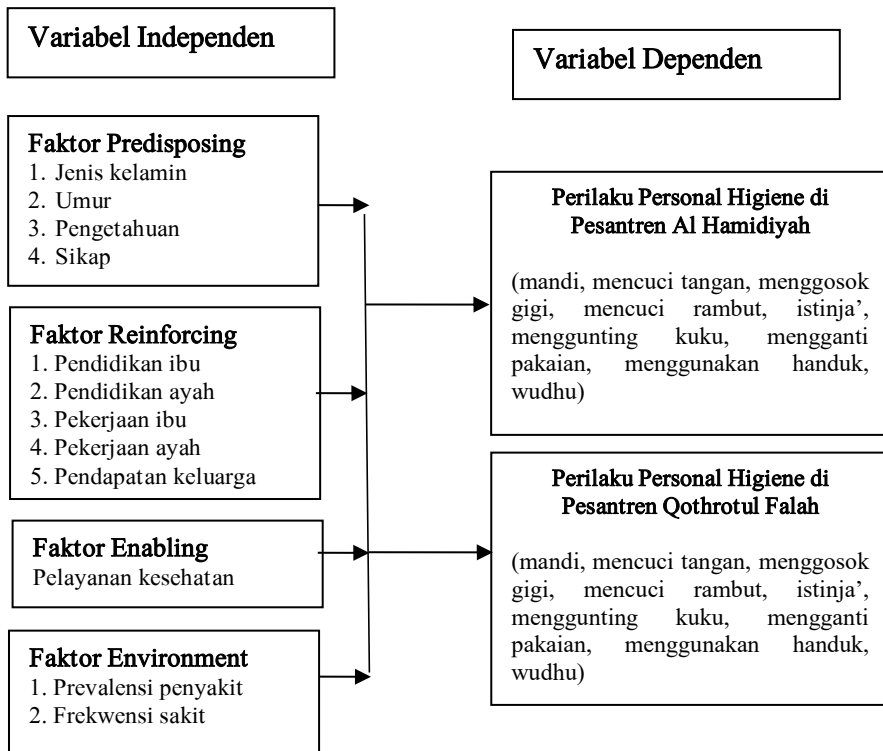 Variabel Independen
Variabel Dependen
Faktor Predisposing
1. Jenis kelamin
2. Umur
3. Pengetahuan
4. Sikap
Faktor Reinforcing
1. Pendidikan ibu
2. Pendidikan ayah
3. Pekerjaan ibu
4. Pekerjaan ayah
5. Pendapatan keluarga
Faktor Enabling
Pelayanan kesehatan
Faktor Environment
1. Prevalensi penyakit
2. Frekwensi sakit
Perilaku Personal Higiene di
Pesantren Al Hamidiyah
(mandi, mencuci tangan, menggosok
gigi, mencuci rambut, istinja’,
menggunting kuku, mengganti
pakaian, menggunakan handuk,
wudhu)
Perilaku Personal Higiene di
Pesantren Qothrotul Falah
(mandi, mencuci tangan, menggosok
gigi, mencuci rambut, istinja’,
menggunting kuku, mengganti
pakaian, menggunakan handuk,
wudhu)